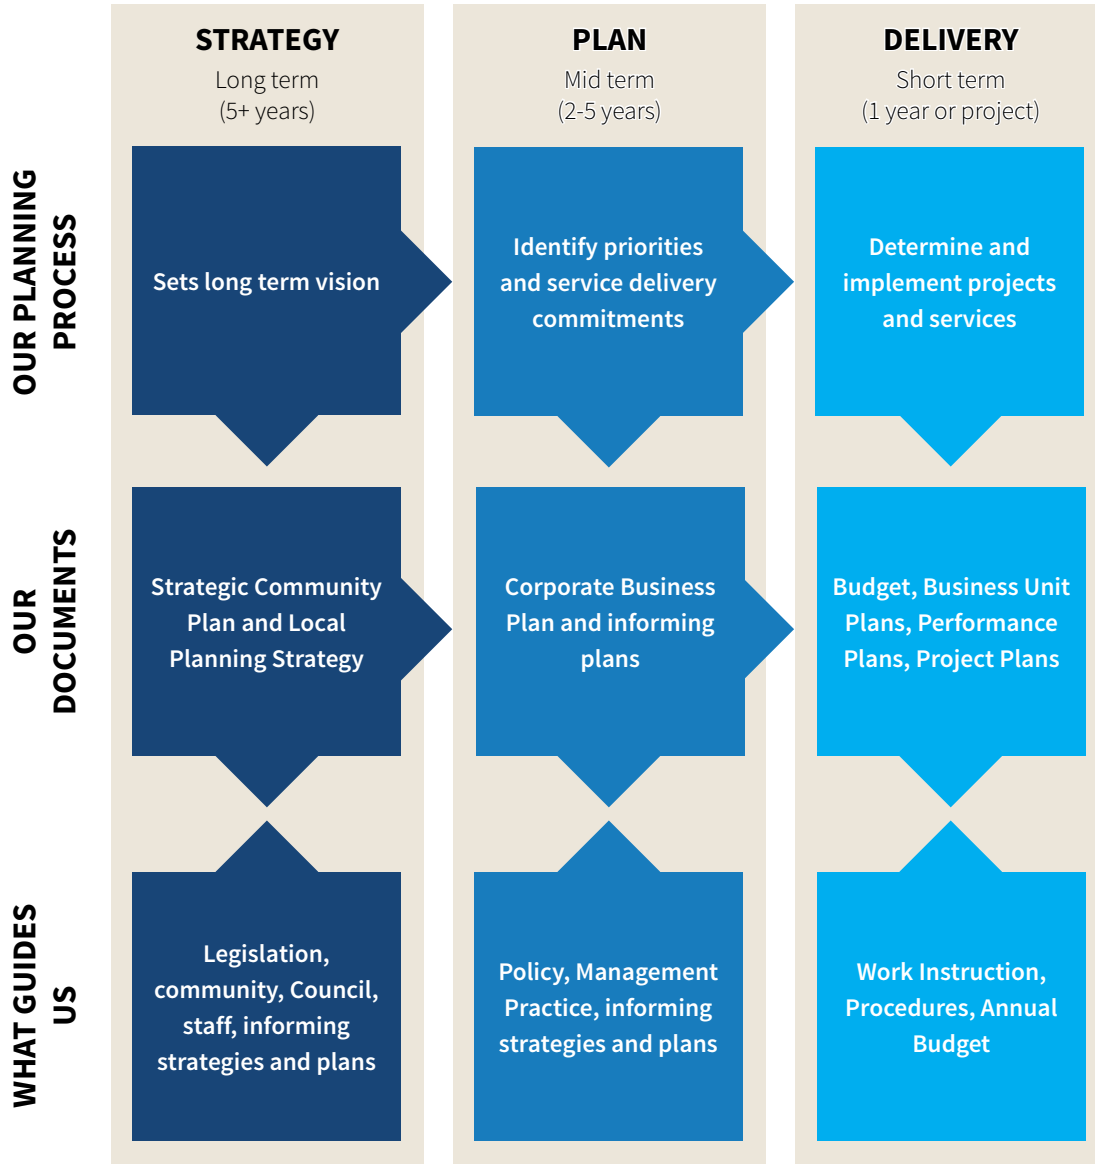 STRATEGY
Long term
(5+ years)
PLAN
Mid term
(2-5 years)
DELIVERY
Short term
(1 year or project)
OUR PLANNING
PROCESS
Sets long term vision
Identify priorities
and service delivery
commitments
Determine and
implement projects
and services
OUR
DOCUMENTS
Strategic Community
Plan and Local
Planning Strategy
Corporate Business
Plan and informing
plans
Budget, Business Unit
Plans, Performance
Plans, Project Plans
WHAT GUIDES
US
Legislation,
community, Council,
staff, informing
strategies and plans
Policy, Management
Practice, informing
strategies and plans
Work Instruction,
Procedures, Annual
Budget